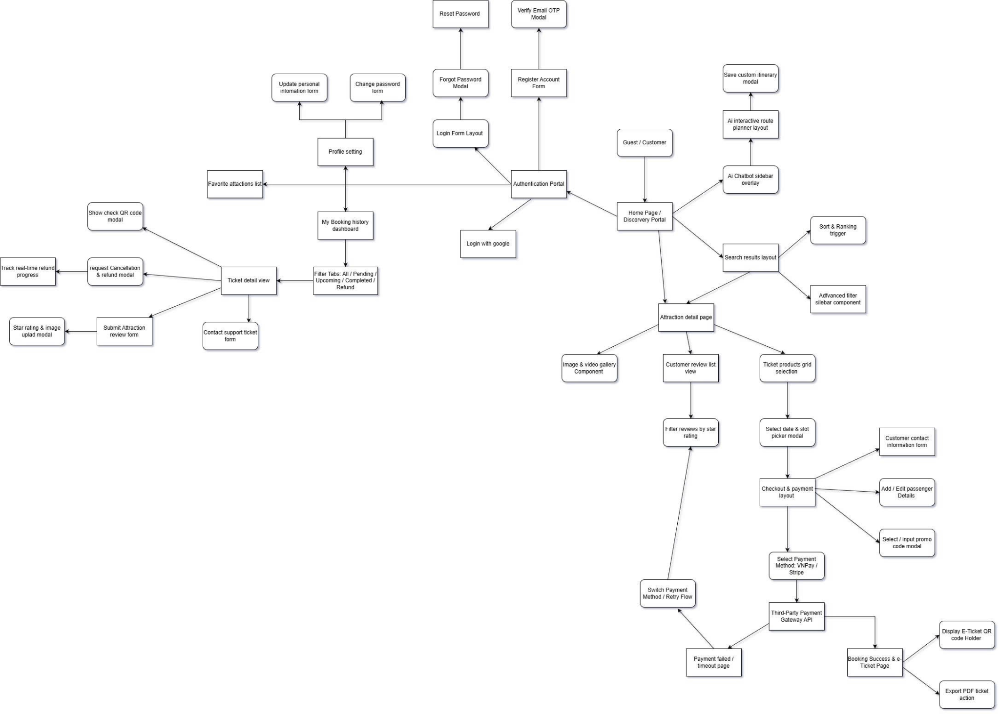 Reset Password
Verify Email OTP
Modal
Save custom itinerary
modal
Update personal
infomation form
Change password
form
Forgot Password
Modal
Register Account
Form
Ai interactive route
planner layout
Login Form Layout
Guest / Customer
Profile setting
Favorite attactions list
Authentication Portal
Ai Chatbot sidebar
overlay
Show check QR code
modal
My Booking history
dashboard
Home Page /
Discorvery Portal
Sort & Ranking
trigger
Login with google
Search results layout
Track real-time refund
progress
request Cancellation
& refund modal
Ticket detail view
Filter Tabs: All / Pending /
Upcoming / Completed /
Refund
Adfvanced filter
silebar component
Star rating & image
uplad modal
Submit Attraction
review form
Contact support ticket
form
Attraction detail page
Image & video gallery
Component
Customer review list
view
Ticket products grid
selection
Filter reviews by star
rating
Select date & slot
picker modal
Customer contact
information form
Checkout & payment
layout
Add / Edit passenger
Details
Select / input promo
code modal
Select Payment
Method: VNPay /
Stripe
Switch Payment
Method / Retry Flow
Third-Party Payment
Gateway API
Display E-Ticket QR
code Holder
Payment failed /
timeout page
Booking Success & e-
Ticket Page
Export PDF ticket
action